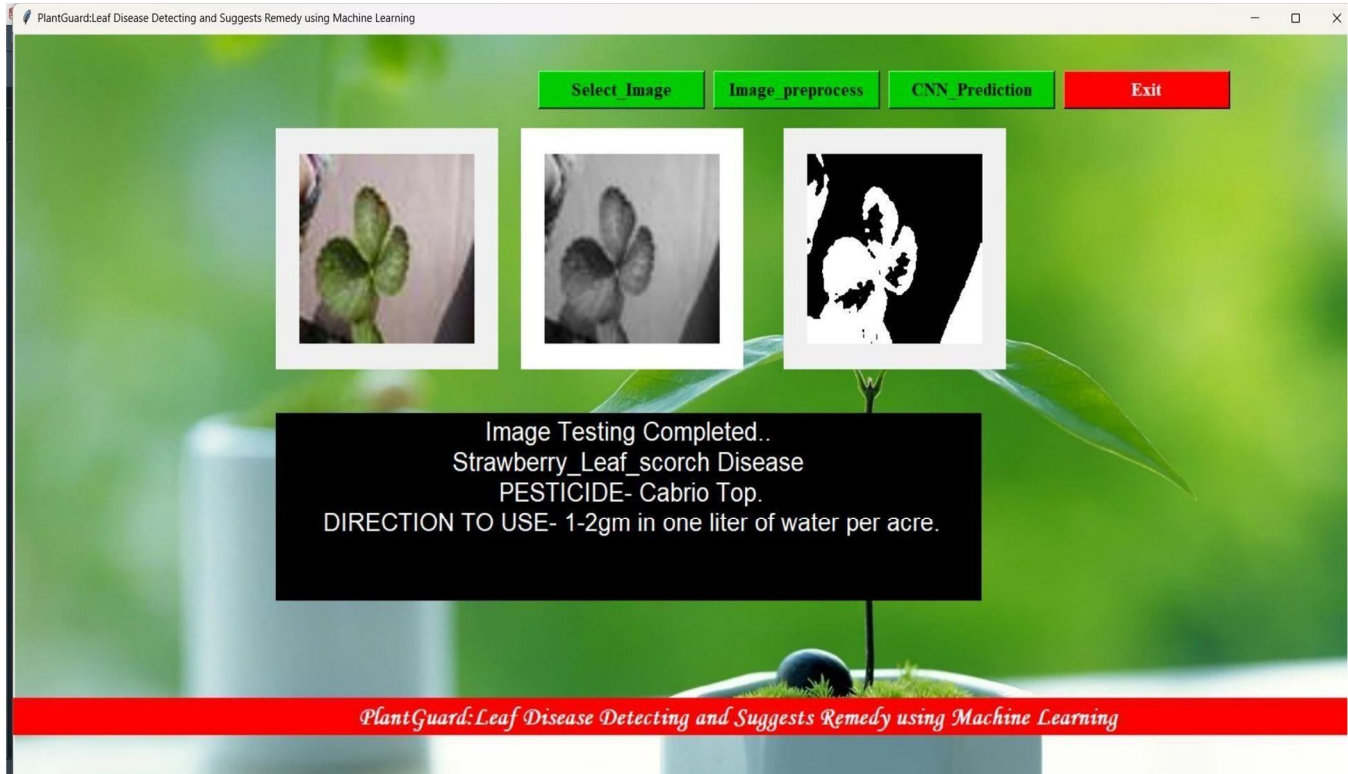 PlantGuard:Leaf Disease Detecting and Suggests Remedy using Machine Learning
Select_Image Image_preprocess CNN_Prediction Exit
Image Testing Completed..
Strawberry_Leaf_scorch Disease
PESTICIDE- Cabrio Top.
DIRECTION TO USE- 1-2gm in one liter of water per acre.
PlantGuard:Leaf Disease Detecting and Suggests Remedy using Machine Learning